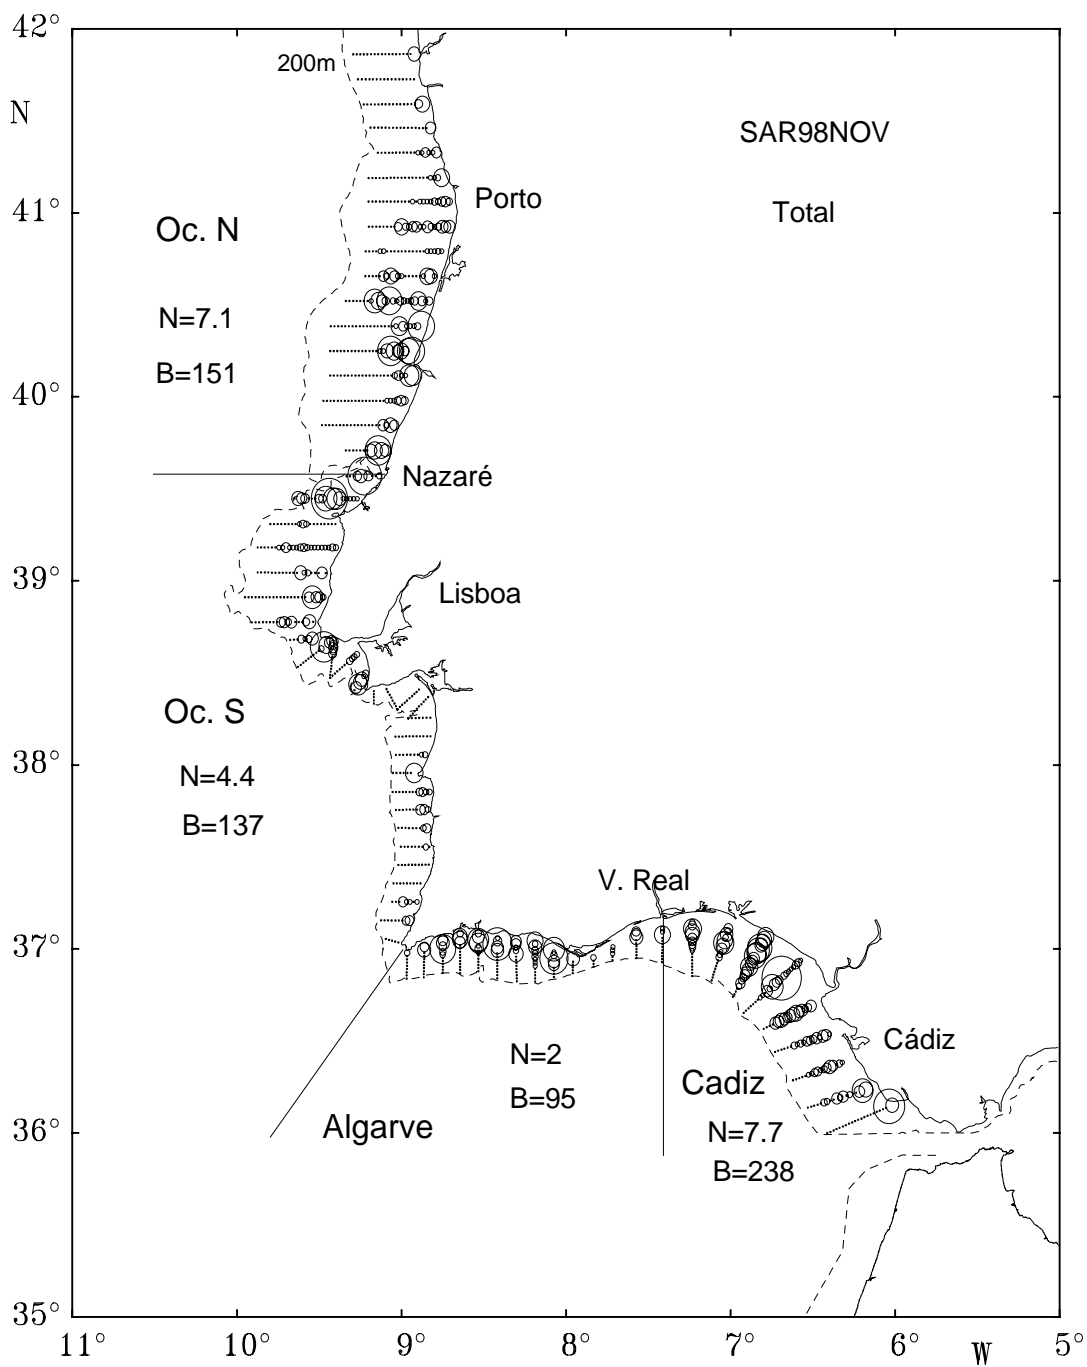 42°
200m
N
SAR98NOV
Porto
Total
41°
Oc. N
N=7.1
B=151
40°
Nazaré
39°
Lisboa
Oc. S
38°
N=4.4
B=137
V. Real
37°
N=2
Cádiz
B=95
Cadiz
Algarve
36°
N=7.7
B=238
35°
11° 10° 9° 8° 7° 6° W 5°